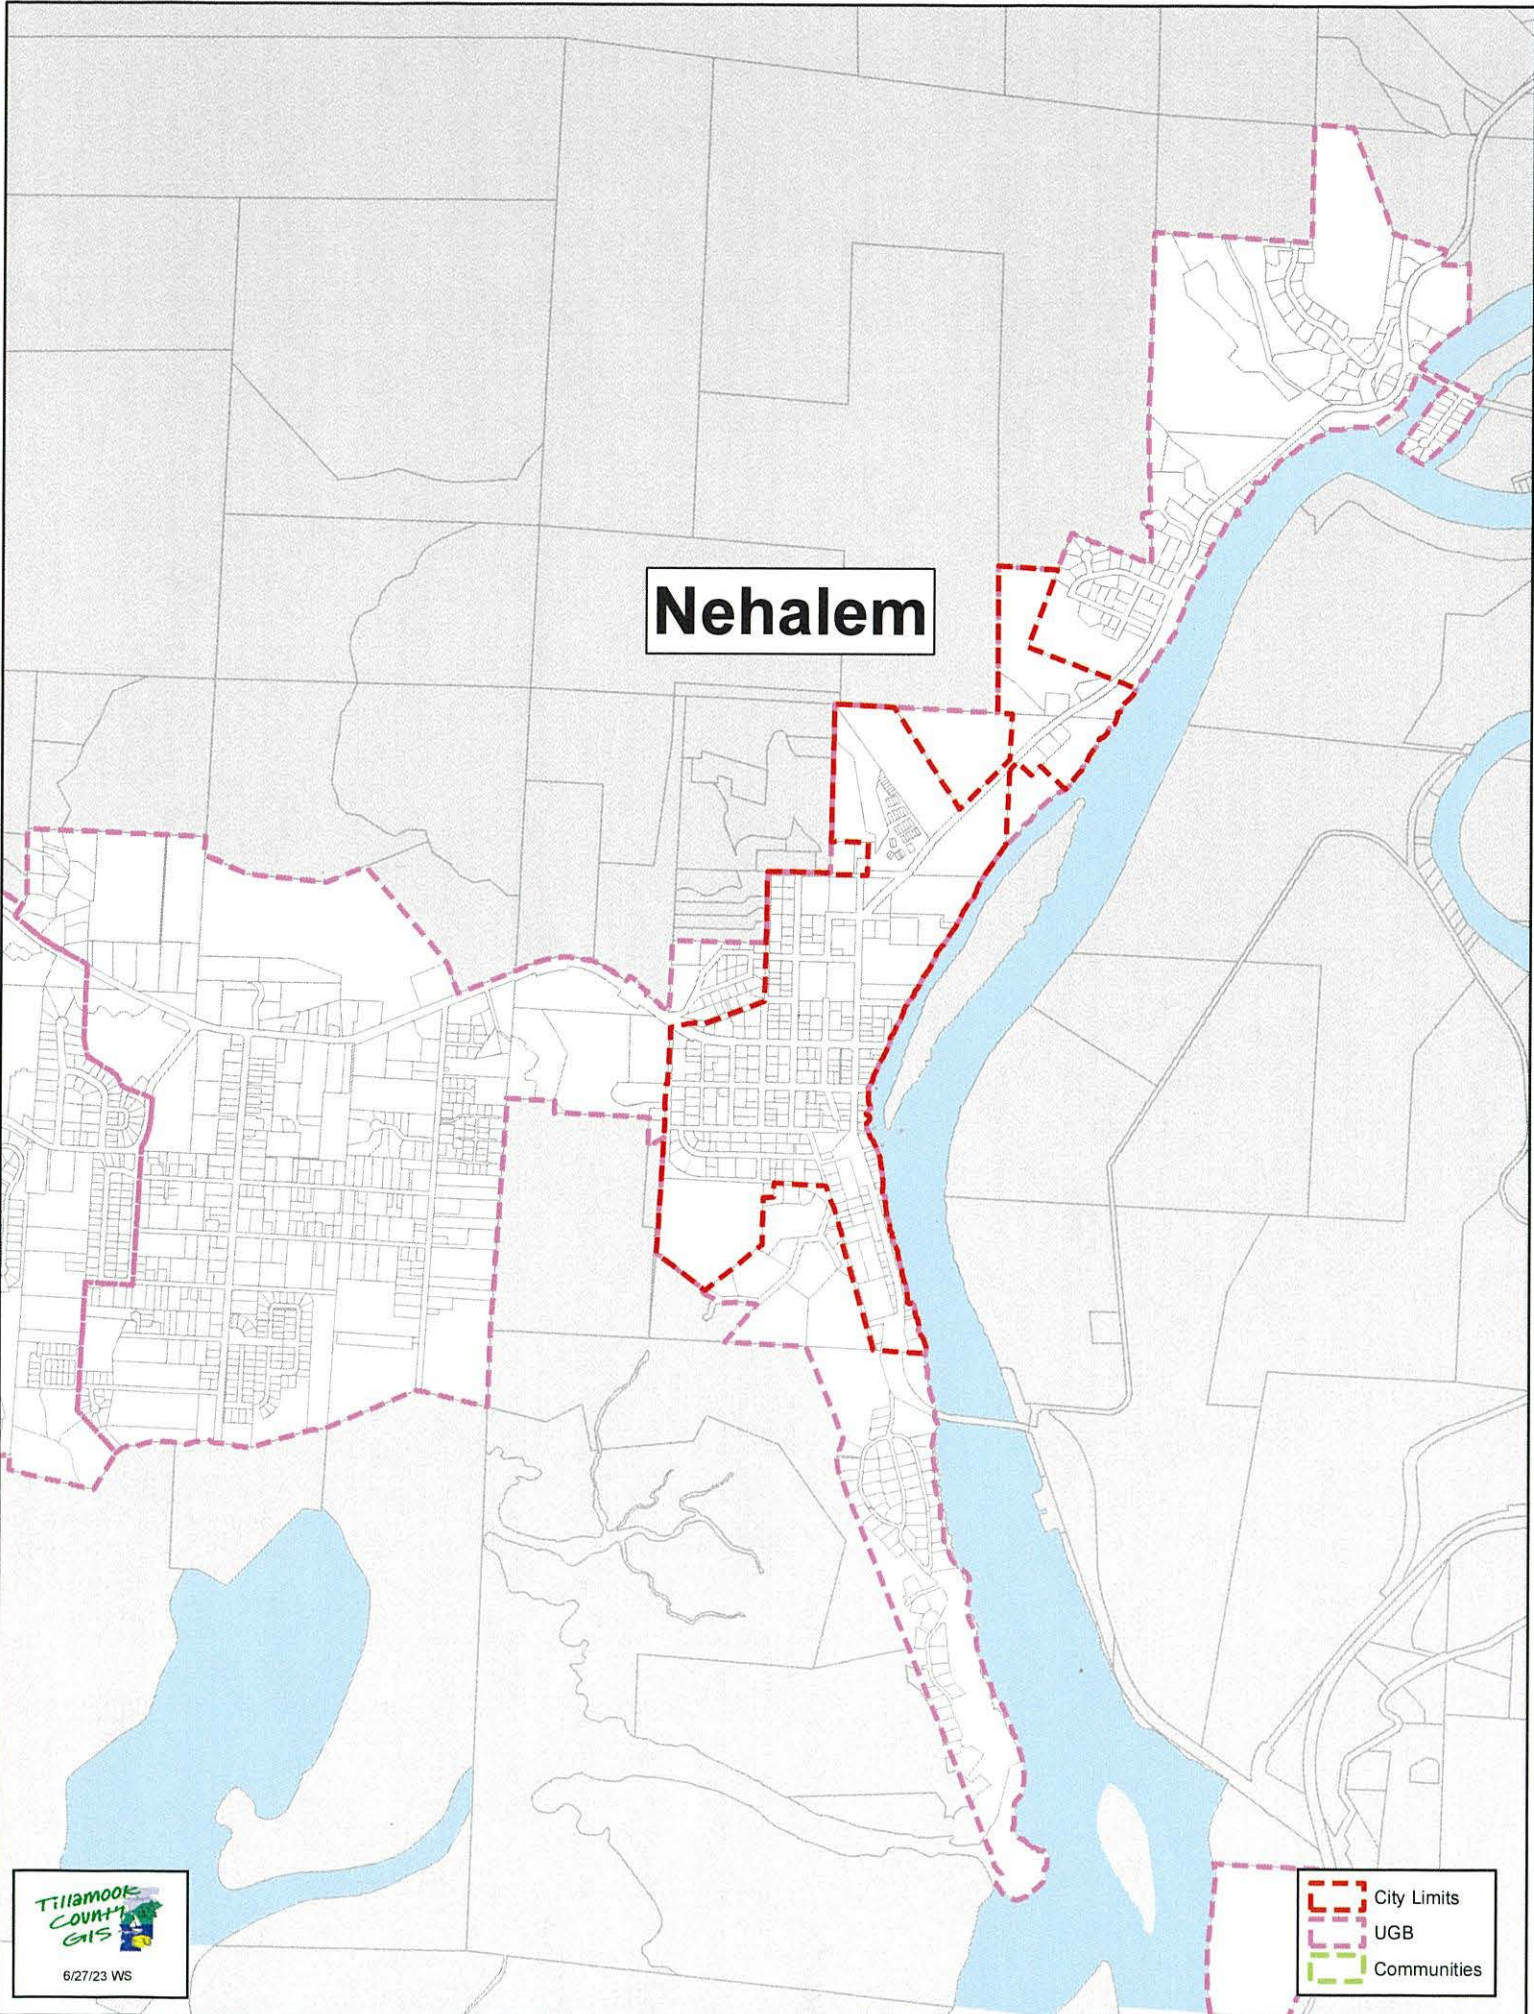 Nehalem
Tillamook
County
GIS
6/27/23 WS
City Limits
UGB
Communities